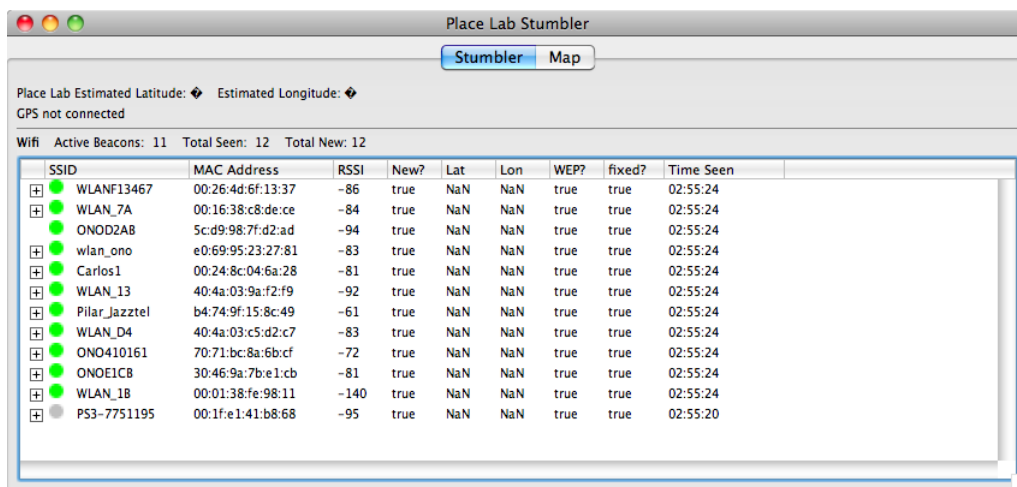 Place Lab Stumbler
Stumbler Map
Place Lab Estimated Latitude: � Estimated Longitude: �
GPS not connected
Wifi Active Beacons: 11 Total Seen: 12 Total New: 12
SSID MAC Address RSSI New? Lat Lon WEP? fixed? Time Seen
WLANF13467 00:26:4d:6f:13:37 -86 true NaN NaN true true 02:55:24
WLAN_7A 00:16:38:c8:de:ce -84 true NaN NaN true true 02:55:24
ONOD2AB 5c:d9:98:7f:d2:ad -94 true NaN NaN true true 02:55:24
wlan_ono e0:69:95:23:27:81 -83 true NaN NaN true true 02:55:24
Carlos1 00:24:8c:04:6a:28 -81 true NaN NaN true true 02:55:24
WLAN_13 40:4a:03:9a:f2:f9 -92 true NaN NaN true true 02:55:24
Pilar_Jazztel b4:74:9f:15:8c:49 -61 true NaN NaN true true 02:55:24
WLAN_D4 40:4a:03:c5:d2:c7 -83 true NaN NaN true true 02:55:24
ONO410161 70:71:bc:8a:6b:cf -72 true NaN NaN true true 02:55:24
ONOE1CB 30:46:9a:7b:e1:cb -81 true NaN NaN true true 02:55:24
WLAN_1B 00:01:38:fe:98:11 -140 true NaN NaN true true 02:55:24
PS3-7751195 00:1f:e1:41:b8:68 -95 true NaN NaN true true 02:55:20